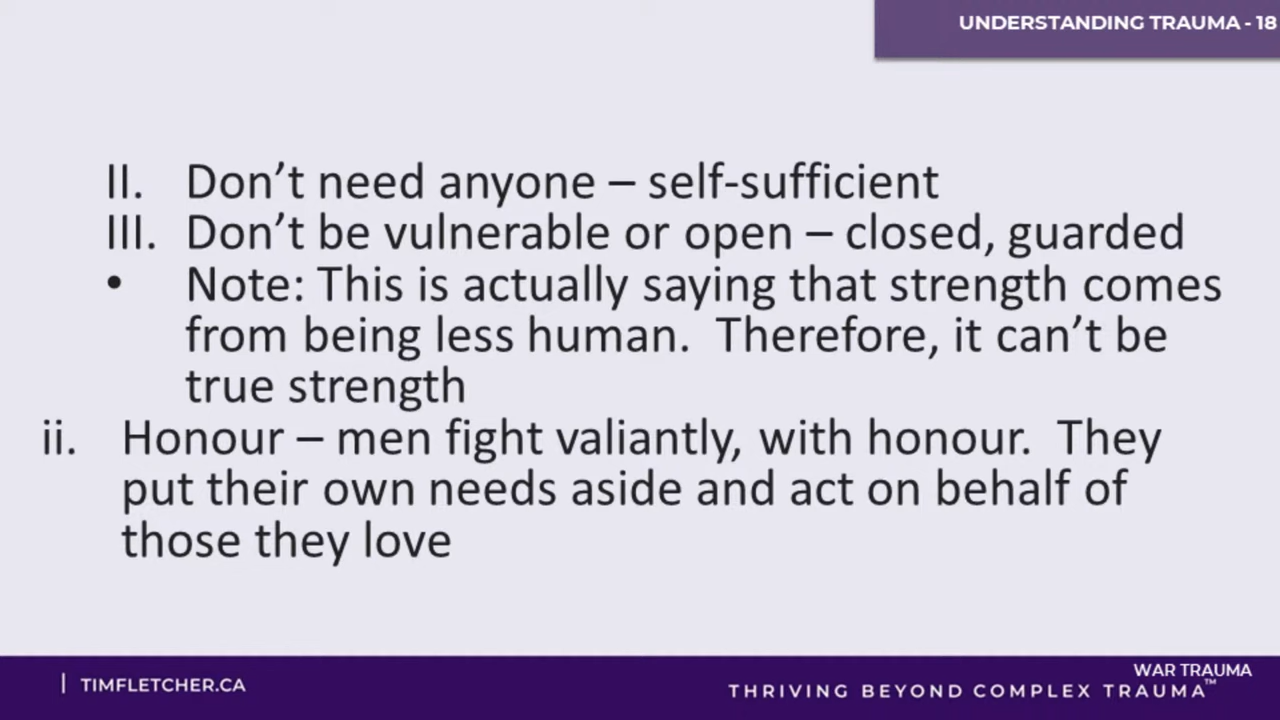 UNDERSTANDING TRAUMA - 18
II. Don’t need anyone – self-sufficient
III. Don’t be vulnerable or open – closed, guarded
• Note: This is actually saying that strength comes
from being less human. Therefore, it can’t be
true strength
ii. Honour – men fight valiantly, with honour. They
put their own needs aside and act on behalf of
those they love
| TIMFLETCHER.CA
WAR TRAUMA
THRIVING BEYOND COMPLEX TRAUMA™